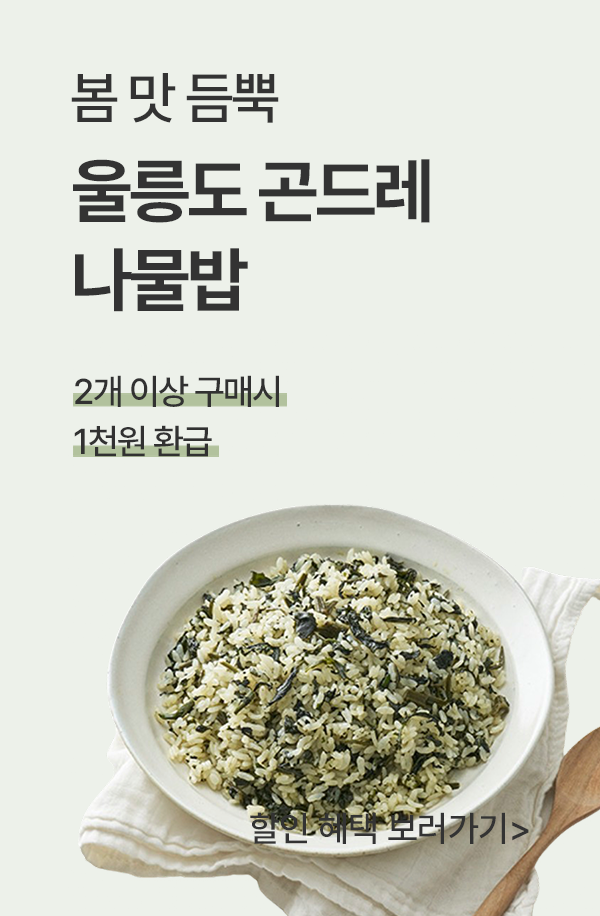 봄 맛 듬뿍
울릉도 곤드레
나물밥
2개 이상 구매시
1천원 환급
할인 혜택 보러가기>